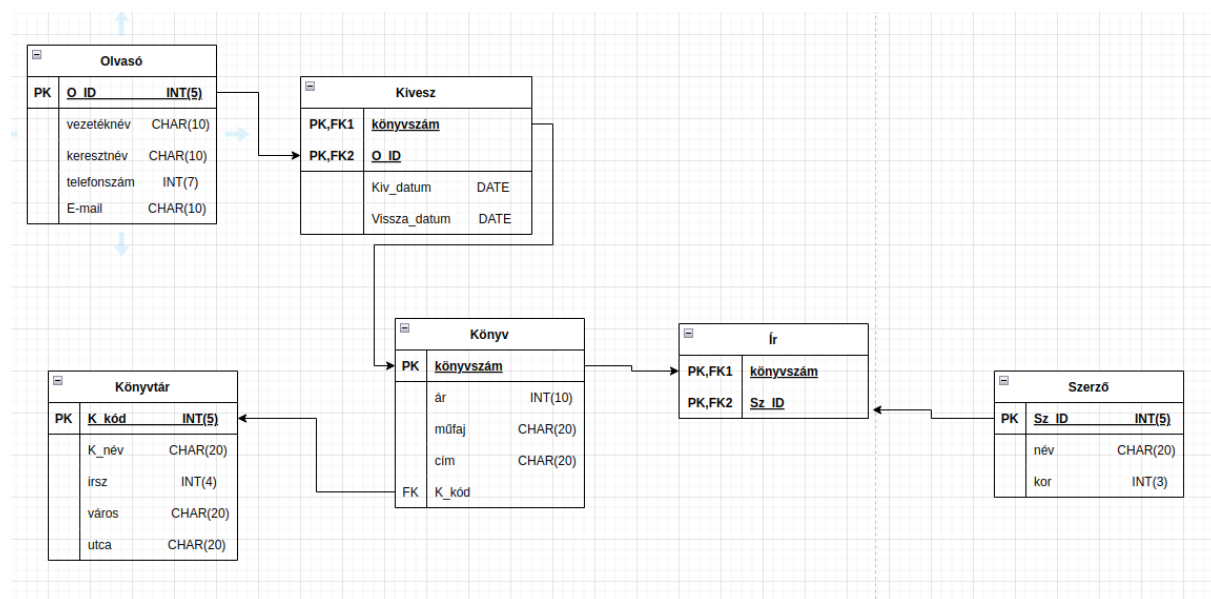 Olvasó
PK O_ID INT(5)
vezetéknév CHAR(10)
keresztnév CHAR(10)
telefonszám INT(7)
E-mail CHAR(10)
Kivesz
PK,FK1 könyvszám
PK,FK2 O_ID
Kiv_datum DATE
Vissza_datum DATE
Könyv
PK könyvszám
ár INT(10)
műfaj CHAR(20)
cím CHAR(20)
FK K_kód
Ír
PK,FK1 könyvszám
PK,FK2 Sz_ID
Könyvtár
PK K_kód INT(5)
K_név CHAR(20)
irsz INT(4)
város CHAR(20)
utca CHAR(20)
Szerző
PK Sz_ID INT(5)
név CHAR(20)
kor INT(3)